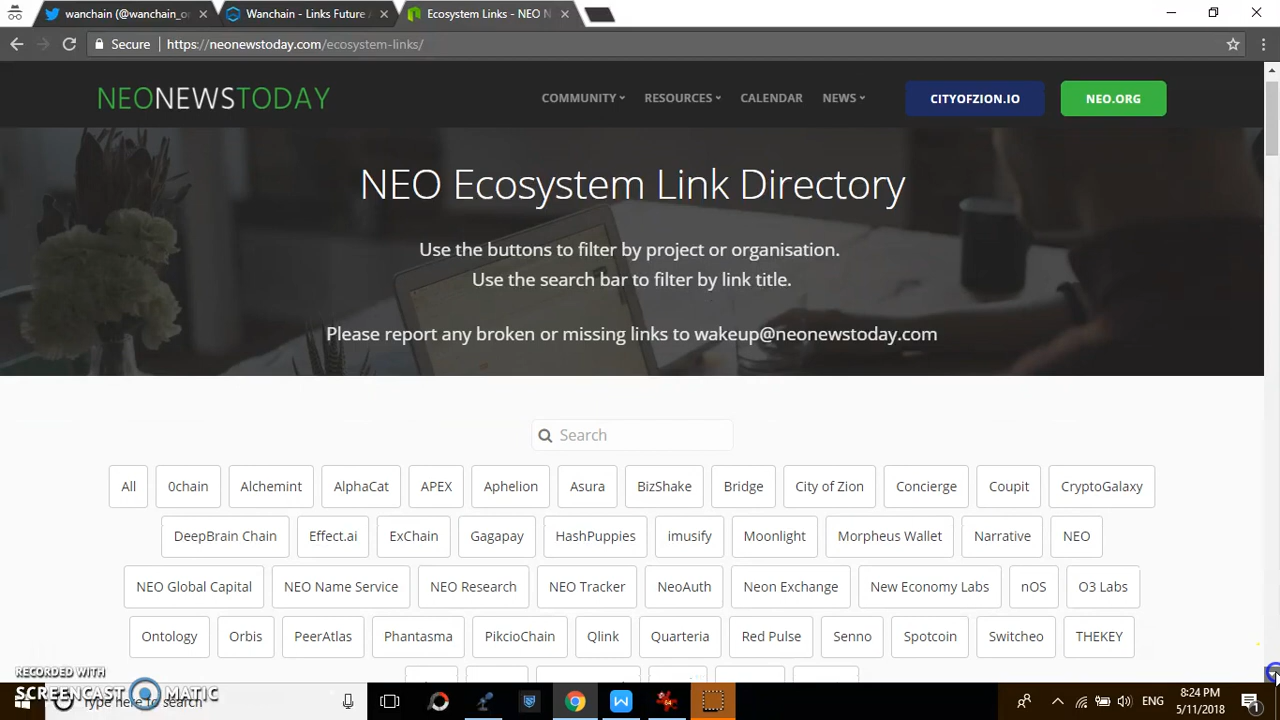 wanchain (@wanchain_o
Wanchain - Links Future A
Ecosystem Links - NEO N
Secure
https://neonewstoday.com/ecosystem-links/
NEONEWSTODAY
COMMUNITY
RESOURCES
CALENDAR
NEWS
CITYOFZION.IO
NEO.ORG
NEO Ecosystem Link Directory
Use the buttons to filter by project or organisation.
Use the search bar to filter by link title.
Please report any broken or missing links to wakeup@neonewstoday.com
Search
All 0chain Alchemint AlphaCat APEX Aphelion Asura BizShake Bridge City of Zion Concierge Coupit CryptoGalaxy
DeepBrain Chain Effect.ai ExChain Gagapay HashPuppies imusify Moonlight Morpheus Wallet Narrative NEO
NEO Global Capital NEO Name Service NEO Research NEO Tracker NeoAuth Neon Exchange New Economy Labs nOS O3 Labs
Ontology Orbis PeerAtlas Phantasma PikcioChain Qlink Quarteria Red Pulse Senno Spotcoin Switcheo THEKEY
RECORDED WITH
SCREENCAST MATIC
Type here to search
64
ENG
8:24 PM
5/11/2018
1